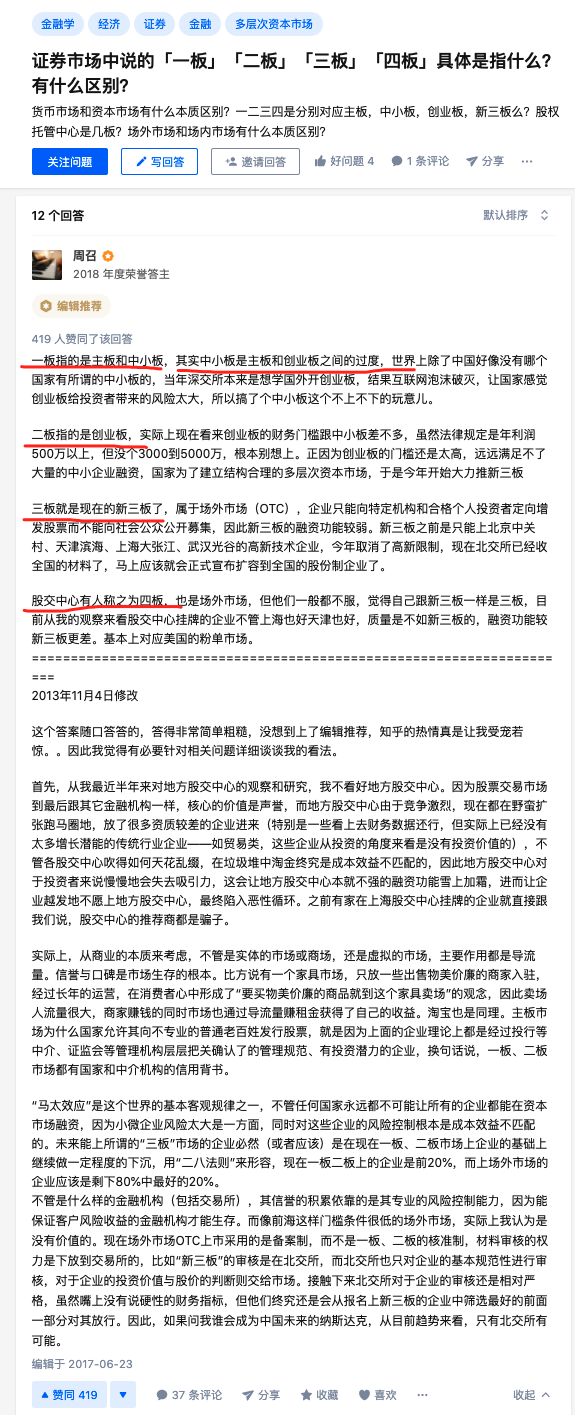 金融学 经济 证券 金融 多层次资本市场
证券市场中说的「一板」「二板」「三板」「四板」具体是指什么？
有什么区别？
货币市场和资本市场有什么本质区别？一二三四是分别对应主板，中小板，创业板，新三板么？股权
托管中心是几板？场外市场和场内市场有什么本质区别？
关注问题 写回答 邀请回答 好问题 4 1 条评论 分享 ···
12 个回答 默认排序
周召
2018 年度荣誉答主
编辑推荐
419 人赞同了该回答
一板指的是主板和中小板，其实中小板是主板和创业板之间的过度，世界上除了中国好像没有哪个
国家有所谓的中小板的，当年深交所本来是想学国外开创业板，结果互联网泡沫破灭，让国家感觉
创业板给投资者带来的风险太大，所以搞了个中小板这个不上不下的玩意儿。
二板指的是创业板，实际上现在看来创业板的财务门槛跟中小板差不多，虽然法律规定是年利润
500万以上，但没个3000到5000万，根本别想上。正因为创业板的门槛还是太高，远远满足不了
大量的中小企业融资，国家为了建立结构合理的多层次资本市场，于是今年开始大力推新三板
三板就是现在的新三板了，属于场外市场（OTC），企业只能向特定机构和合格个人投资者定向增
发股票而不能向社会公众公开募集，因此新三板的融资功能较弱。新三板之前是只能上北京中关
村、天津滨海、上海大张江、武汉光谷的高新技术企业，今年取消了高新限制，现在北交所已经收
全国的材料了，马上应该就会正式宣布扩容到全国的股份制企业了。
股交中心有人称之为四板，也是场外市场，但他们一般都不服，觉得自己跟新三板一样是三板，目
前从我的观察来看股交中心挂牌的企业不管上海也好天津也好，质量是不如新三板的，融资功能较
新三板更差。基本上对应美国的粉单市场。
==================================================================
===
2013年11月4日修改
这个答案随口答答的，答得非常简单粗糙，没想到上了编辑推荐，知乎的热情真是让我受宠若
惊。。因此我觉得有必要针对相关问题详细谈谈我的看法。
首先，从我最近半年来对地方股交中心的观察和研究，我不看好地方股交中心。因为股票交易市场
到最后跟其它金融机构一样，核心的价值是声誉，而地方股交中心由于竞争激烈，现在都在野蛮扩
张跑马圈地，放了很多资质较差的企业进来（特别是一些看上去财务数据还行，但实际上已经没有
太多增长潜能的传统行业企业——如贸易类，这些企业从投资的角度来看是没有投资价值的），不
管各股交中心吹得如何天花乱缀，在垃圾堆中淘金终究是成本效益不匹配的，因此地方股交中心对
于投资者来说慢慢地会失去吸引力，这会让地方股交中心本就不强的融资功能雪上加霜，进而让企
业越发地不愿上地方股交中心，最终陷入恶性循环。之前有家在上海股交中心挂牌的企业就直接跟
我们说，股交中心的推荐商都是骗子。
实际上，从商业的本质来考虑，不管是实体的市场或商场，还是虚拟的市场，主要作用都是导流
量。信誉与口碑是市场生存的根本。比方说有一个家具市场，只放一些出售物美价廉的商家入驻，
经过长年的运营，在消费者心中形成了“要买物美价廉的商品就到这个家具卖场”的观念，因此卖场
人流量很大，商家赚钱的同时市场也通过导流量赚租金获得了自己的收益。淘宝也是同理。主板市
场为什么国家允许其向不专业的普通老百姓发行股票，就是因为上面的企业理论上都是经过投行等
中介、证监会等管理机构层层把关确认了的管理规范、有投资潜力的企业，换句话说，一板、二板
市场都有国家和中介机构的信用背书。
“马太效应”是这个世界的基本客观规律之一，不管任何国家永远都不可能让所有的企业都能在资本
市场融资，因为小微企业风险太大是一方面，同时对这些企业的风险控制根本是成本效益不匹配
的。未来能上所谓的“三板”市场的企业必然（或者应该）是在现在一板、二板市场上企业的基础上
继续做一定程度的下沉，用“二八法则”来形容，现在一板二板上的企业是前20%，而上场外市场的
企业应该是剩下80%中最好的20%。
不管是什么样的金融机构（包括交易所），其信誉的积累依靠的是其专业的风险控制能力，因为能
保证客户风险收益的金融机构才能生存。而像前海这样门槛条件很低的场外市场，实际上我认为是
没有价值的。现在场外市场OTC上市采用的是备案制，而不是一板、二板的核准制，材料审核的权
力是下放到交易所的，比如“新三板”的审核是在北交所，而北交所也只对企业的基本规范性进行审
核，对于企业的投资价值与股价的判断则交给市场。接触下来北交所对于企业的审核还是相对严
格，虽然嘴上没有说硬性的财务指标，但他们终究还是会从报名上新三板的企业中筛选最好的前面
一部分对其放行。因此，如果问我谁会成为中国未来的纳斯达克，从目前趋势来看，只有北交所有
可能。
编辑于 2017-06-23
赞同 419 37 条评论 分享 收藏 喜欢 ··· 收起